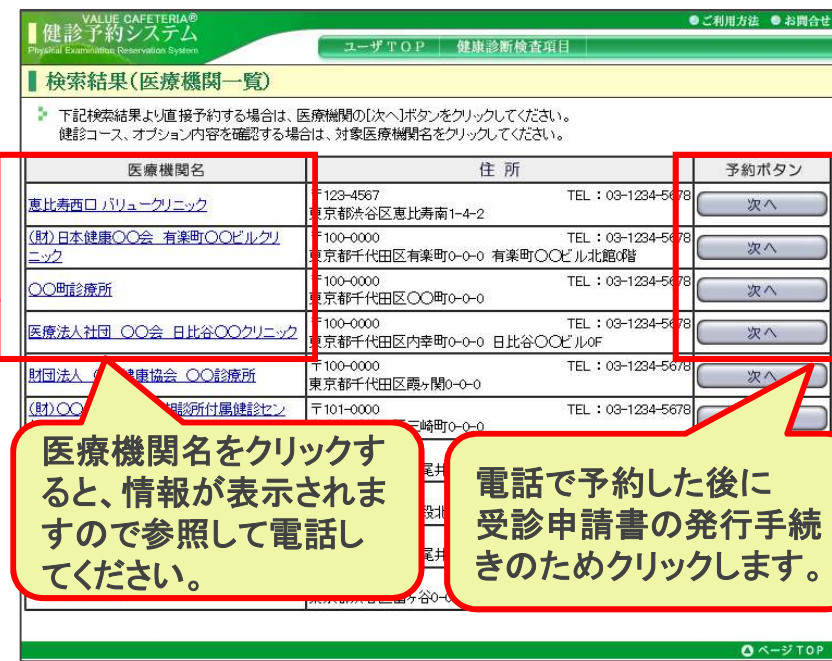 VALUE CAFETERIA®
健診予約システム
Physical Examination Reservation System
ご利用方法 お問合せ
ユーザTOP 健康診断検査項目
検索結果(医療機関一覧)
下記検索結果より直接予約する場合は、医療機関の[次へ]ボタンをクリックしてください。
健診コース、オプション内容を確認する場合は、対象医療機関名をクリックしてください。
医療機関名 住所 予約ボタン
恵比寿西口 バリュークリニック 〒123-4567 TEL:03-1234-5678 次へ
東京都渋谷区恵比寿南1-4-2
(財)日本健康○○会 有楽町○○ビルクリ 〒100-0000 TEL:03-1234-5678 次へ
ニック 東京都千代田区有楽町0-0-0 有楽町○○ビル北館0階
○○町診療所 〒100-0000 TEL:03-1234-5678 次へ
東京都千代田区○○町0-0-0
医療法人社団 ○○会 日比谷○○クリニック 〒100-0000 TEL:03-1234-5678 次へ
東京都千代田区内幸町0-0-0 日比谷○○ビル0F
財団法人 健康協会 ○○診療所 〒100-0000 TEL:03-1234-5678 次へ
東京都千代田区霞ヶ関0-0-0
(財)○○ 相談所付属健診セン 〒101-0000 TEL:03-1234-5678
三崎町0-0-0
医療機関名をクリックす
ると、情報が表示されま
すので参照して電話し
てください。
電話で予約した後に
受診申請書の発行手続
きのためクリックします。
ページTOP